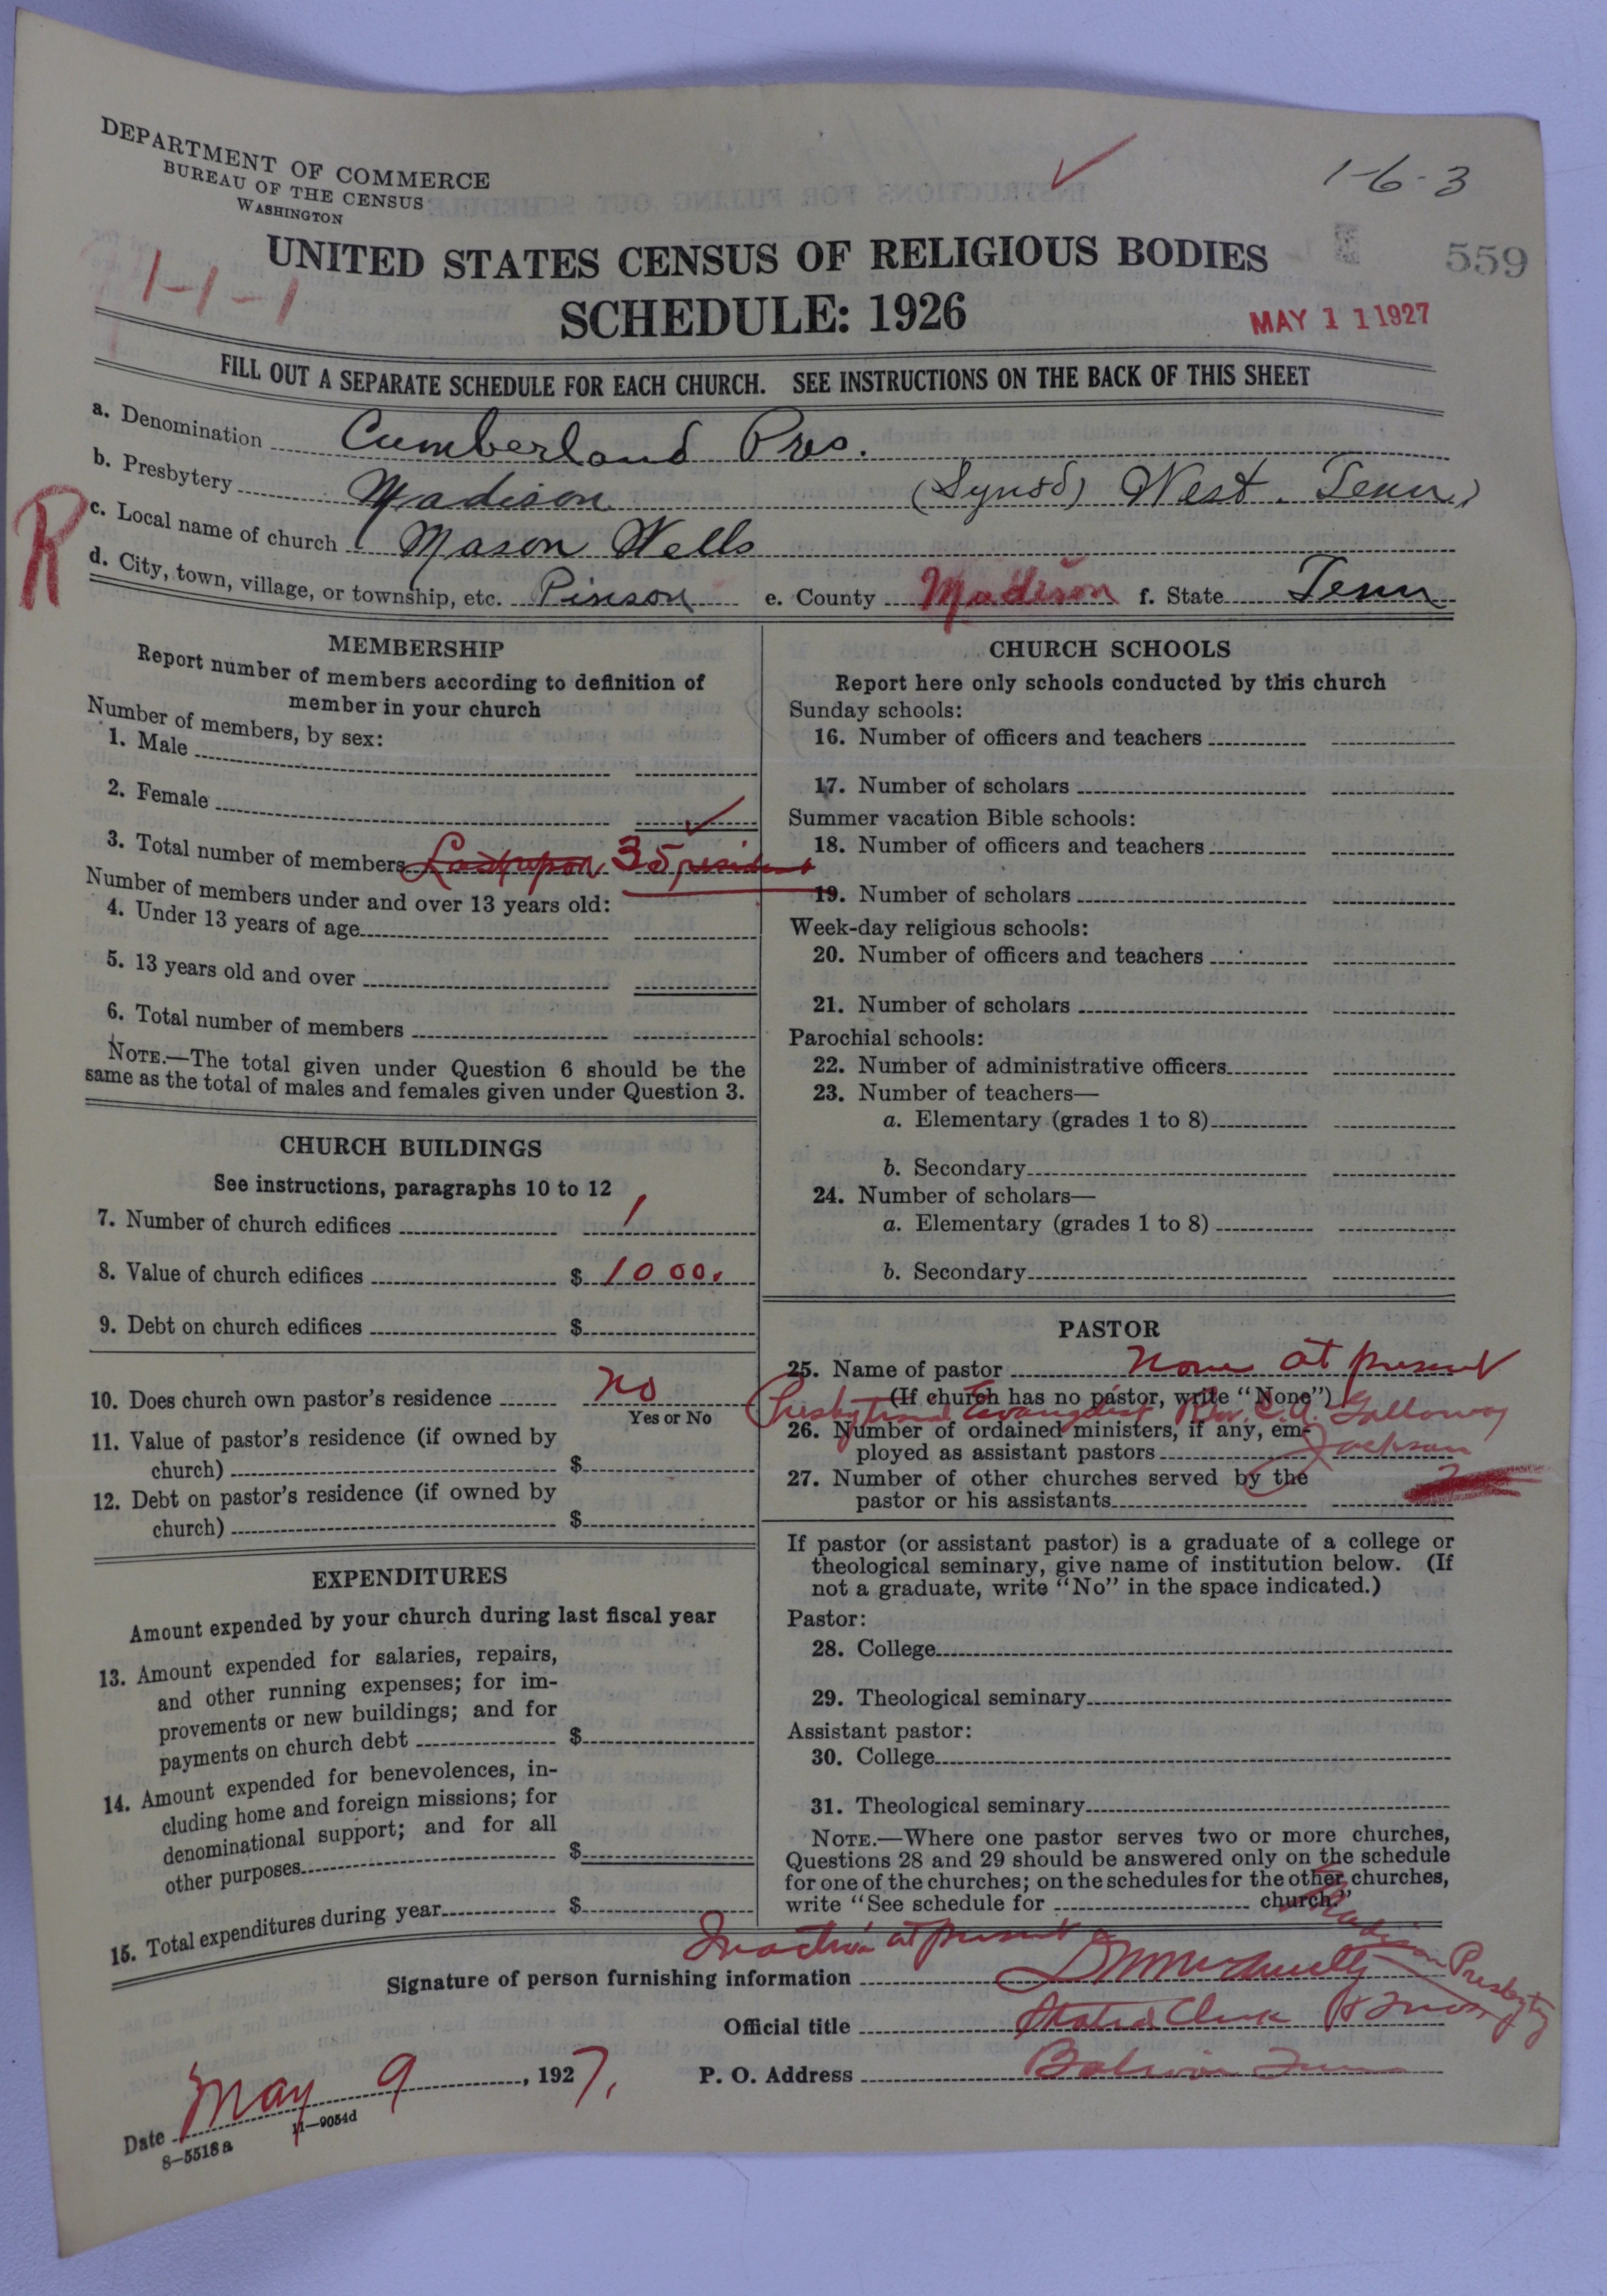 DEPARTMENT OF COMMERCE
BUREAU OF THE CENSUS
WASHINGTON
1-6-3
559
UNITED STATES CENSUS OF RELIGIOUS BODIES
1-1-1
SCHEDULE: 1926
MAY 11 1927
FILL OUT A SEPARATE SCHEDULE FOR EACH CHURCH. SEE INSTRUCTIONS ON THE BACK OF THIS SHEET
a. Denomination Cumberland Pres.
b. Presbytery Madison (Synod) West. Tenn)
R
c. Local name of church Mason Wells
d. City, town, village, or township, etc. Pinson e. County Madison f. State Tenn
MEMBERSHIP
Report number of members according to definition of
member in your church
Number of members, by sex:
1. Male
2. Female
3. Total number of members 35 resident
Number of members under and over 13 years old:
4. Under 13 years of age
5. 13 years old and over
6. Total number of members
NOTE.—The total given under Question 6 should be the
same as the total of males and females given under Question 3.
CHURCH BUILDINGS
See instructions, paragraphs 10 to 12
7. Number of church edifices 1
8. Value of church edifices $ 1000.
9. Debt on church edifices $
10. Does church own pastor's residence no
Yes or No
11. Value of pastor's residence (if owned by
church) $
12. Debt on pastor's residence (if owned by
church) $
EXPENDITURES
Amount expended by your church during last fiscal year
13. Amount expended for salaries, repairs,
and other running expenses; for im-
provements or new buildings; and for
payments on church debt $
14. Amount expended for benevolences, in-
cluding home and foreign missions; for
denominational support; and for all
other purposes $
15. Total expenditures during year $
CHURCH SCHOOLS
Report here only schools conducted by this church
Sunday schools:
16. Number of officers and teachers
17. Number of scholars
Summer vacation Bible schools:
18. Number of officers and teachers
19. Number of scholars
Week-day religious schools:
20. Number of officers and teachers
21. Number of scholars
Parochial schools:
22. Number of administrative officers
23. Number of teachers—
a. Elementary (grades 1 to 8)
b. Secondary
24. Number of scholars—
a. Elementary (grades 1 to 8)
b. Secondary
PASTOR
25. Name of pastor none at present
(If church has no pastor, write "None")
Evangelist Rev. C. A. Galloway
26. Number of ordained ministers, if any, em-
ployed as assistant pastors Jackson
27. Number of other churches served by the
pastor or his assistants
If pastor (or assistant pastor) is a graduate of a college or
theological seminary, give name of institution below. (If
not a graduate, write "No" in the space indicated.)
Pastor:
28. College
29. Theological seminary
Assistant pastor:
30. College
31. Theological seminary
NOTE.—Where one pastor serves two or more churches,
Questions 28 and 29 should be answered only on the schedule
for one of the churches; on the schedules for the other churches,
write "See schedule for church."
at present
Signature of person furnishing information
Madison Presbytry
Official title Stated Clerk
Date May 9, 1927. P. O. Address
8—5518a 11—9054d